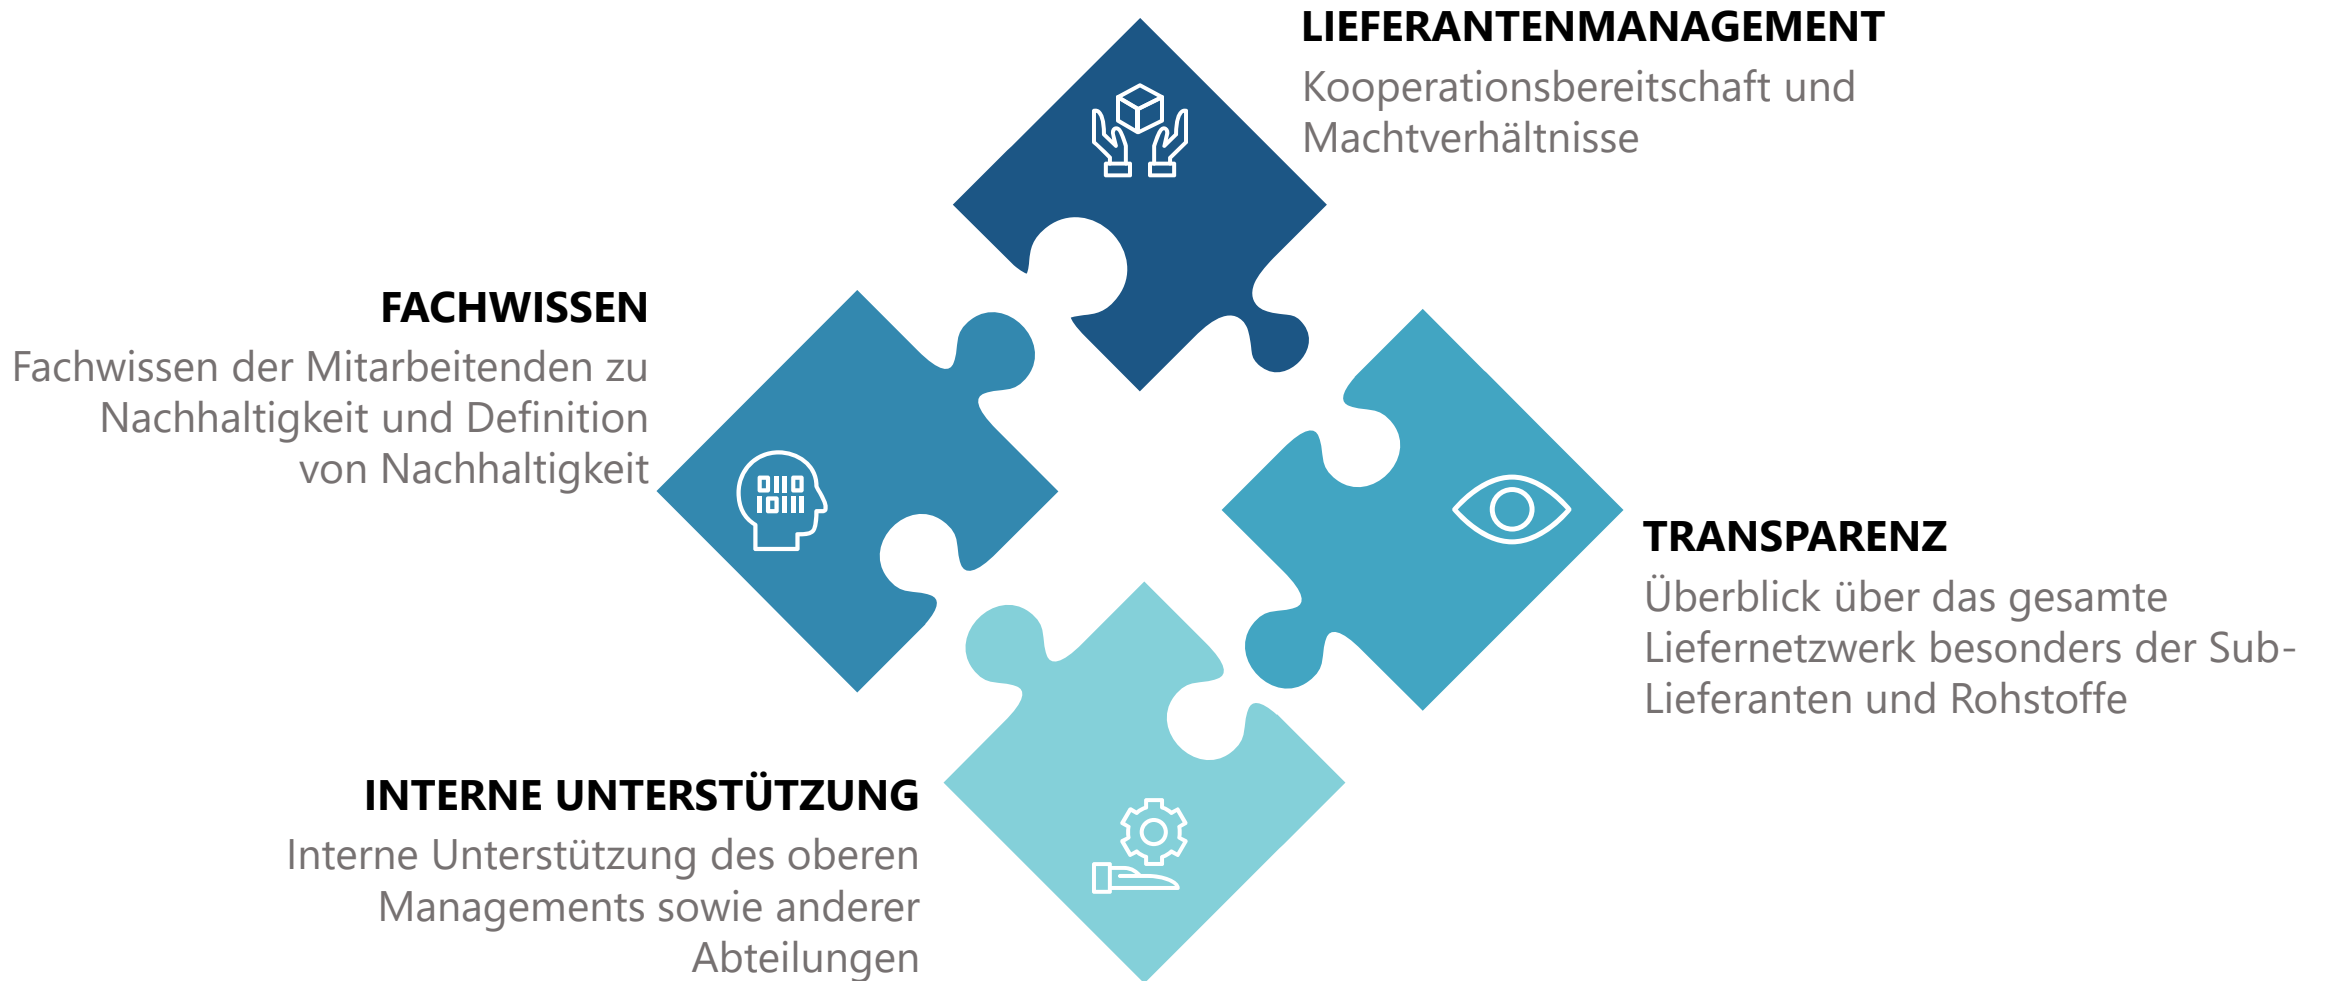 LIEFERANTENMANAGEMENT
Kooperationsbereitschaft und
Machtverhältnisse
FACHWISSEN
Fachwissen der Mitarbeitenden zu
Nachhaltigkeit und Definition
von Nachhaltigkeit
TRANSPARENZ
Überblick über das gesamte
Liefernetzwerk besonders der Sub-
Lieferanten und Rohstoffe
INTERNE UNTERSTÜTZUNG
Interne Unterstützung des oberen
Managements sowie anderer
Abteilungen